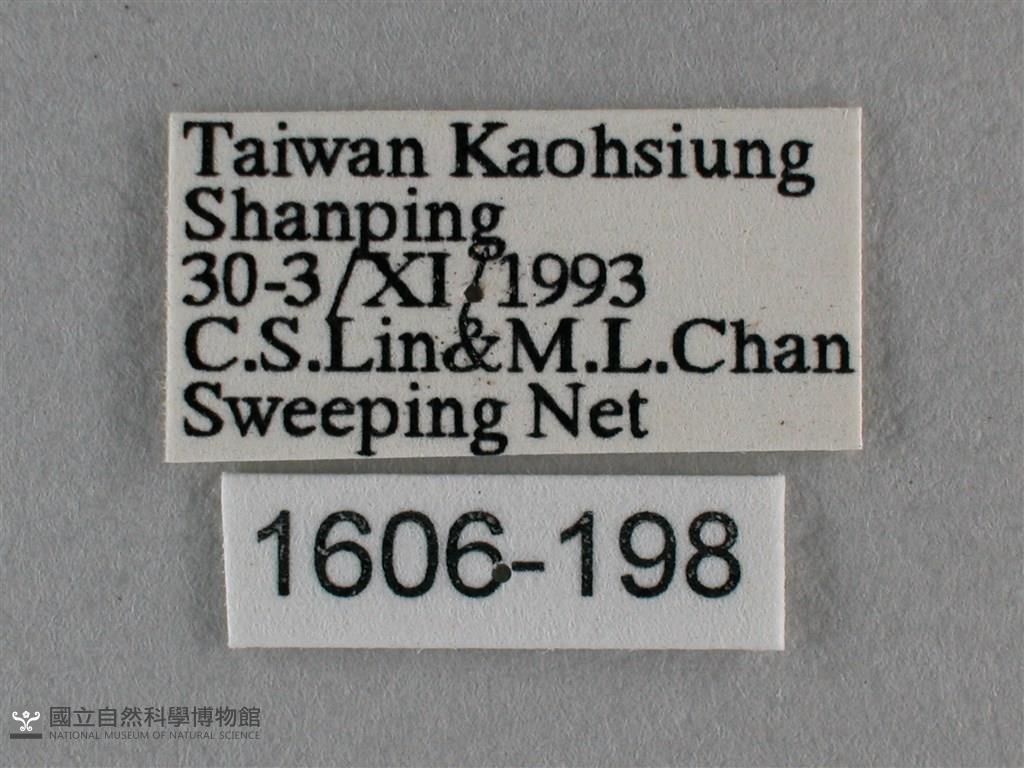 Taiwan Kaohsiung
Shanping
30-3/XI/1993
C.S.Lin&M.L.Chan
Sweeping Net
1606-198
國立自然科學博物館
NATIONAL MUSEUM OF NATURAL SCIENCE